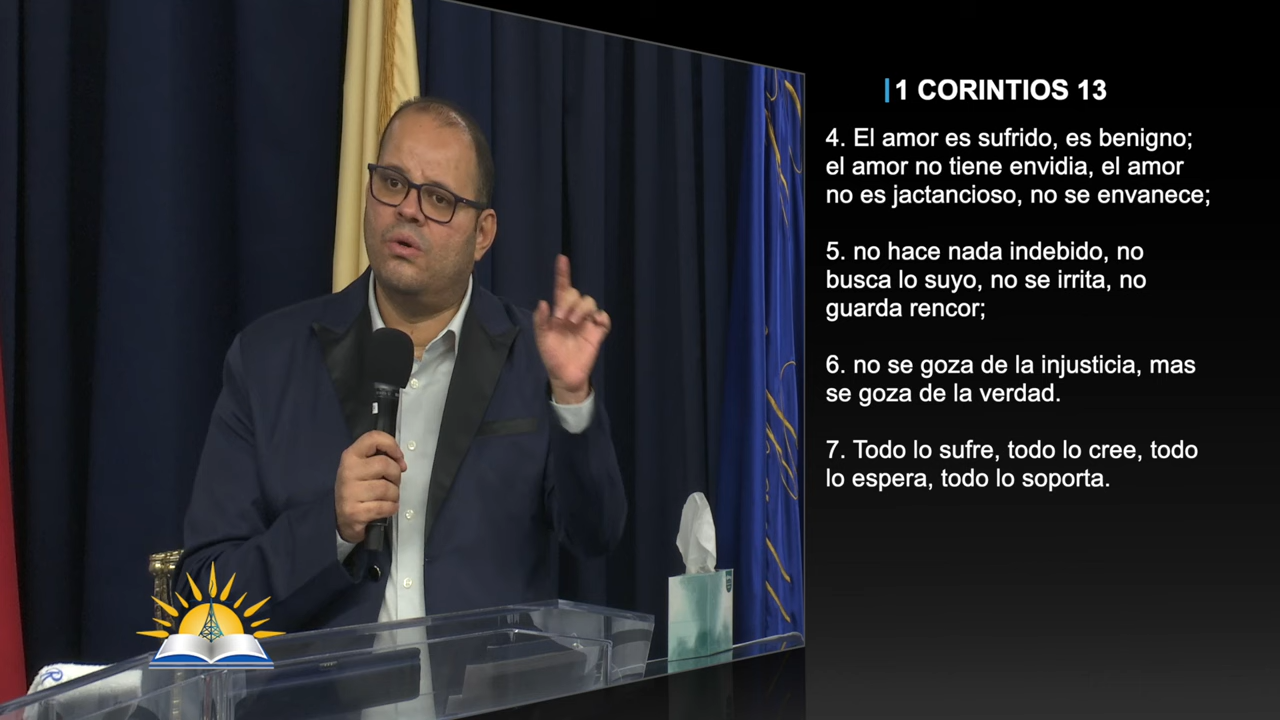 1 CORINTIOS 13
4. El amor es sufrido, es benigno;
el amor no tiene envidia, el amor
no es jactancioso, no se envanece;
5. no hace nada indebido, no
busca lo suyo, no se irrita, no
guarda rencor;
6. no se goza de la injusticia, mas
se goza de la verdad.
7. Todo lo sufre, todo lo cree, todo
lo espera, todo lo soporta.